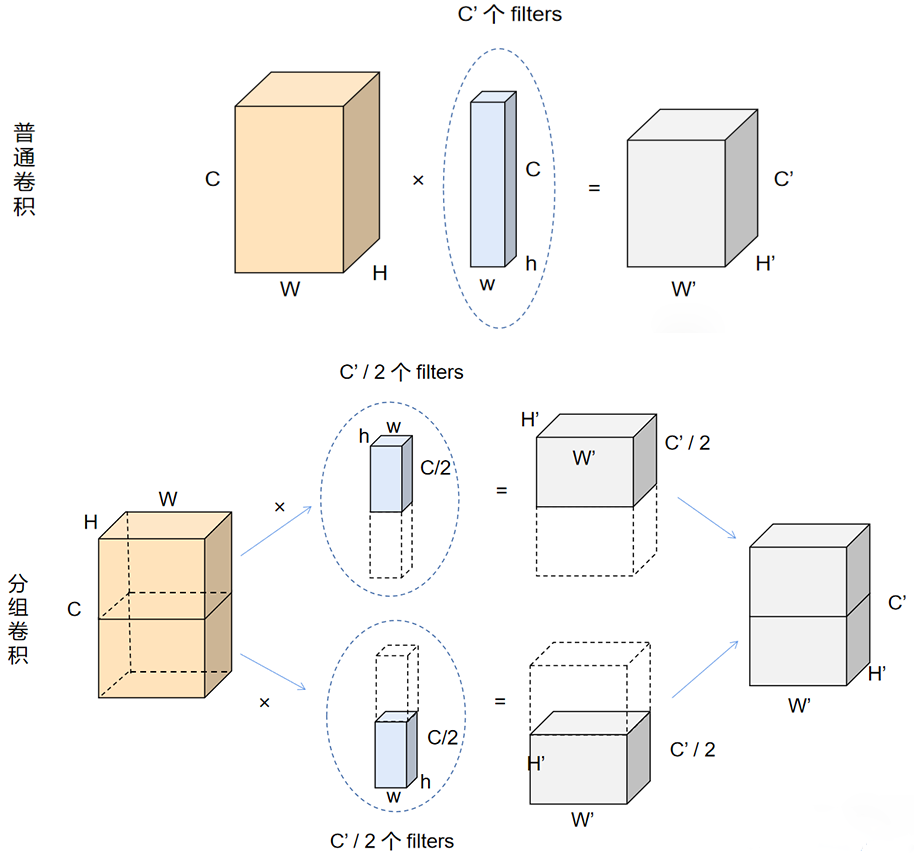 C’ 个 filters
普通卷积
C
W
H
×
C
h
w
=
C’
H’
W’
C’ / 2 个 filters
分组卷积
W
H
C
×
h
w
C/2
=
H’
W’
C’ / 2
×
C/2
h
w
=
H’
C’ / 2
W’
C’ / 2 个 filters
C’
H’
W’